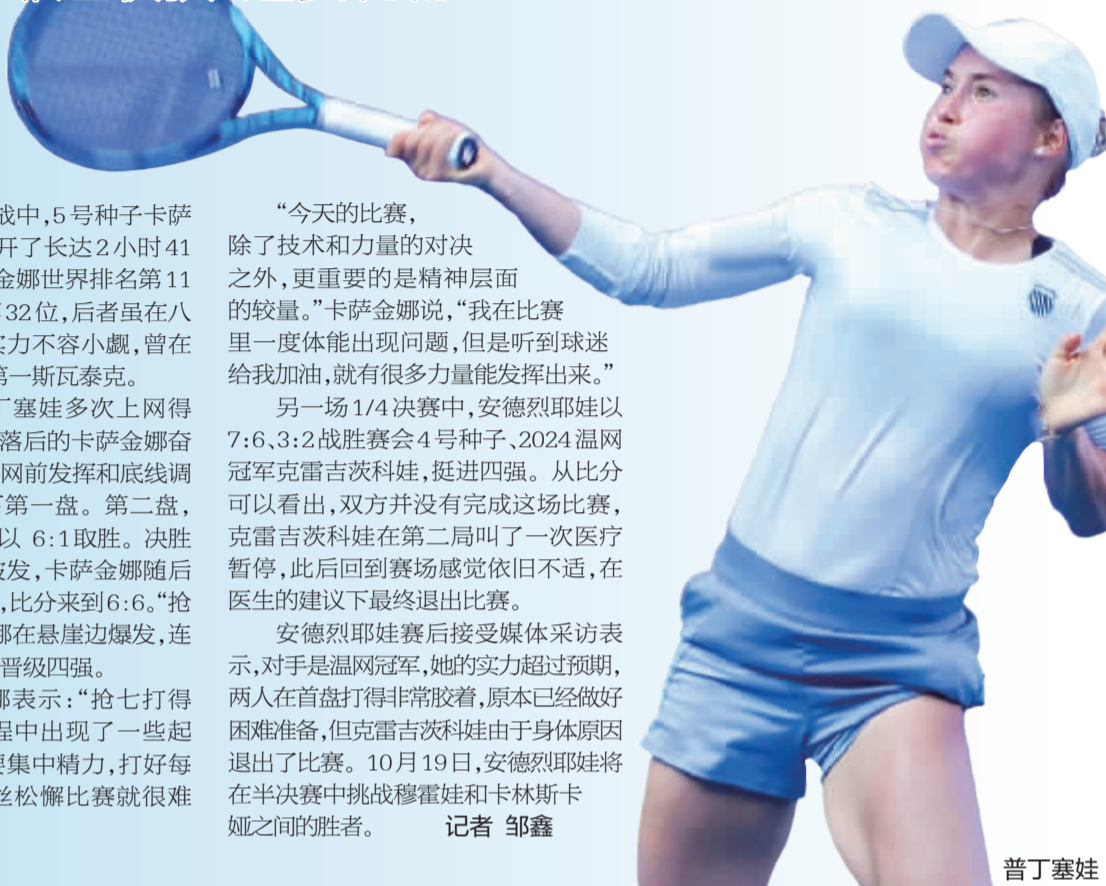 战中,5号种子卡萨
开了长达2小时41
金娜世界排名第11
32位,后者虽在八
实力不容小觑,曾在
第一斯瓦泰克。
丁塞娃多次上网得
落后的卡萨金娜奋
网前发挥和底线调
下第一盘。第二盘,
以 6:1取胜。决胜
破发,卡萨金娜随后
,比分来到6:6。“抢
娜在悬崖边爆发,连
晋级四强。
娜表示:“抢七打得
程中出现了一些起
要集中精力,打好每
丝松懈比赛就很难
“今天的比赛,
除了技术和力量的对决
之外,更重要的是精神层面
的较量。”卡萨金娜说,“我在比赛
里一度体能出现问题,但是听到球迷
给我加油,就有很多力量能发挥出来。”
另一场1/4决赛中,安德烈耶娃以
7:6、3:2战胜赛会4号种子、2024温网
冠军克雷吉茨科娃,挺进四强。从比分
可以看出,双方并没有完成这场比赛,
克雷吉茨科娃在第二局叫了一次医疗
暂停,此后回到赛场感觉依旧不适,在
医生的建议下最终退出比赛。
安德烈耶娃赛后接受媒体采访表
示,对手是温网冠军,她的实力超过预期,
两人在首盘打得非常胶着,原本已经做好
困难准备,但克雷吉茨科娃由于身体原因
退出了比赛。10月19日,安德烈耶娃将
在半决赛中挑战穆霍娃和卡林斯卡
娅之间的胜者。 记者 邹鑫
普丁塞娃